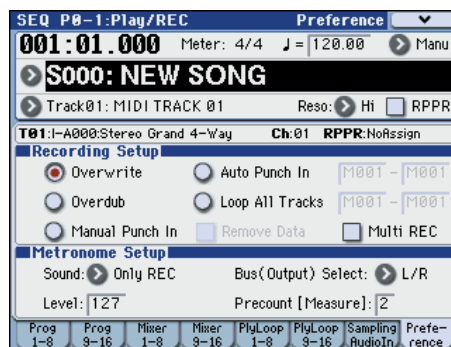 SEQ P0-1:Play/REC Preference
001:01.000 Meter: 4/4 ♩=120.00 Manu
S000: NEW SONG
Track01: MIDI TRACK 01 Reso: Hi RPPR
T01:I-A000:Stereo Grand 4-Way Ch:01 RPPR:NoAssign
Recording Setup
Overwrite Auto Punch In M001 - M001
Overdub Loop All Tracks M001 - M001
Manual Punch In Remove Data Multi REC
Metronome Setup
Sound: Only REC Bus(Output) Select: L/R
Level: 127 Precount [Measure]: 2
Prog 1-8 Prog 9-16 Mixer 1-8 Mixer 9-16 PlyLoop 1-8 PlyLoop 9-16 Sampling AudioIn Prefe-rence